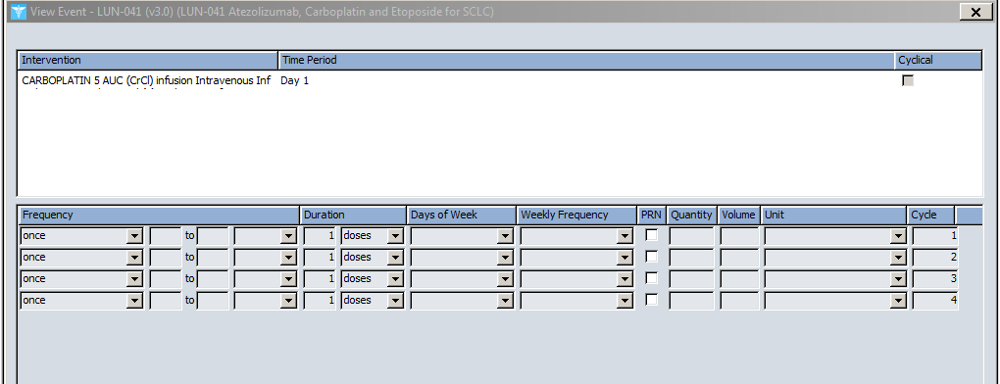 View Event - LUN-041 (v3.0) (LUN-041 Atezolizumab, Carboplatin and Etoposide for SCLC)
Intervention Time Period Cyclical
CARBOPLATIN 5 AUC (CrCl) infusion Intravenous Inf Day 1
Frequency Duration Days of Week Weekly Frequency PRN Quantity Volume Unit Cycle
once to 1 doses 1
once to 1 doses 2
once to 1 doses 3
once to 1 doses 4